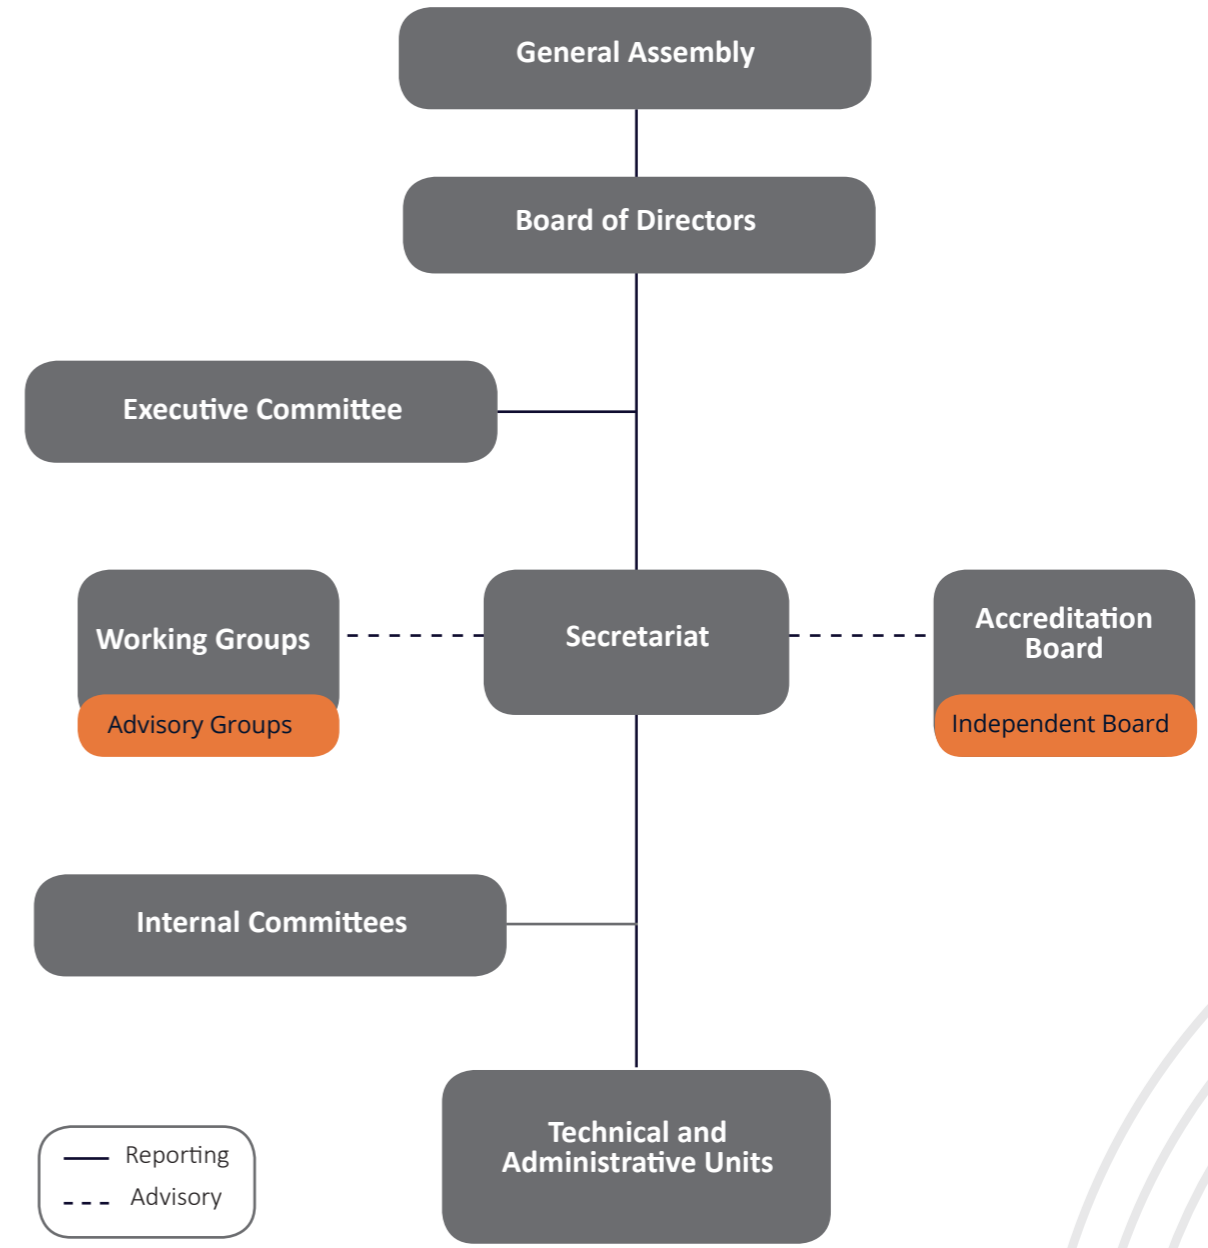 General Assembly
Board of Directors
Executive Committee
Working Groups
Advisory Groups
Secretariat
Accreditation
Board
Independent Board
Internal Committees
Technical and
Administrative Units
Reporting
Advisory